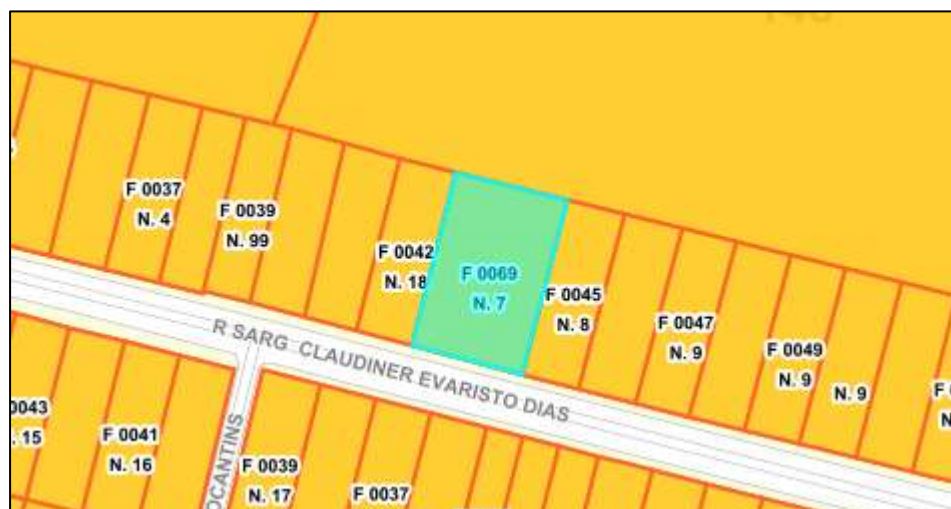 F 0037
N. 4
F 0039
N. 99
F 0042
N. 18
F 0069
N. 7
F 0045
N. 8
F 0047
N. 9
F 0049
N. 9
N. 9
R SARG CLAUDINER EVARISTO DIAS
0043
. 15
F 0041
N. 16
OCANTINS
F 0039
N. 17
F 0037